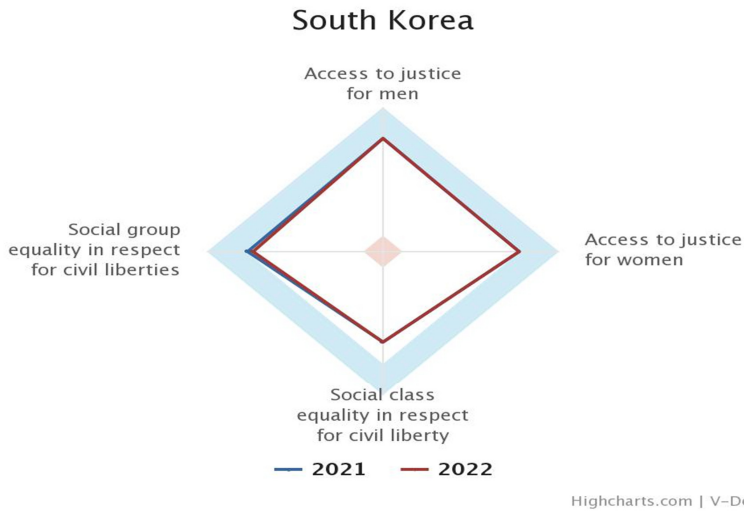 South Korea
Access to justice
for men
Social group
equality in respect
for civil liberties
Access to justice
for women
Social class
equality in respect
for civil liberty
2021
2022
Highcharts.com | V-De